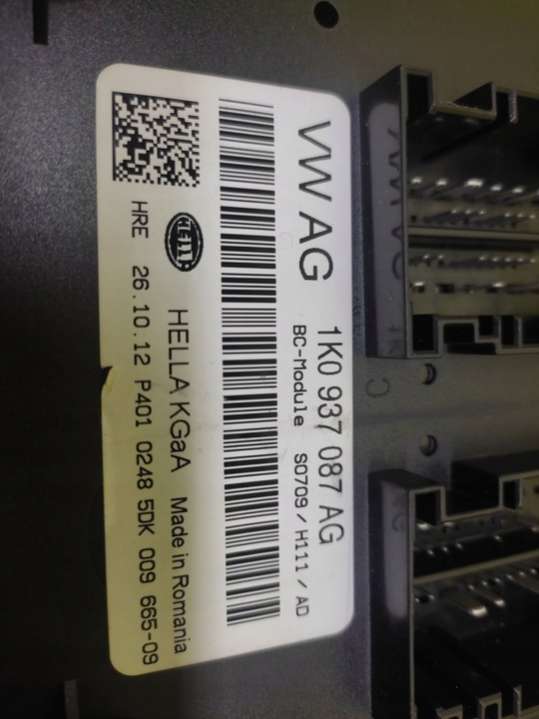 VW AG 1K0 937 087 AG
BC-Module S0709/H111/AD
HELLA HELLA KGaA Made in Romania
HRE 26.10.12 P401 0248 5DK 009 665-09